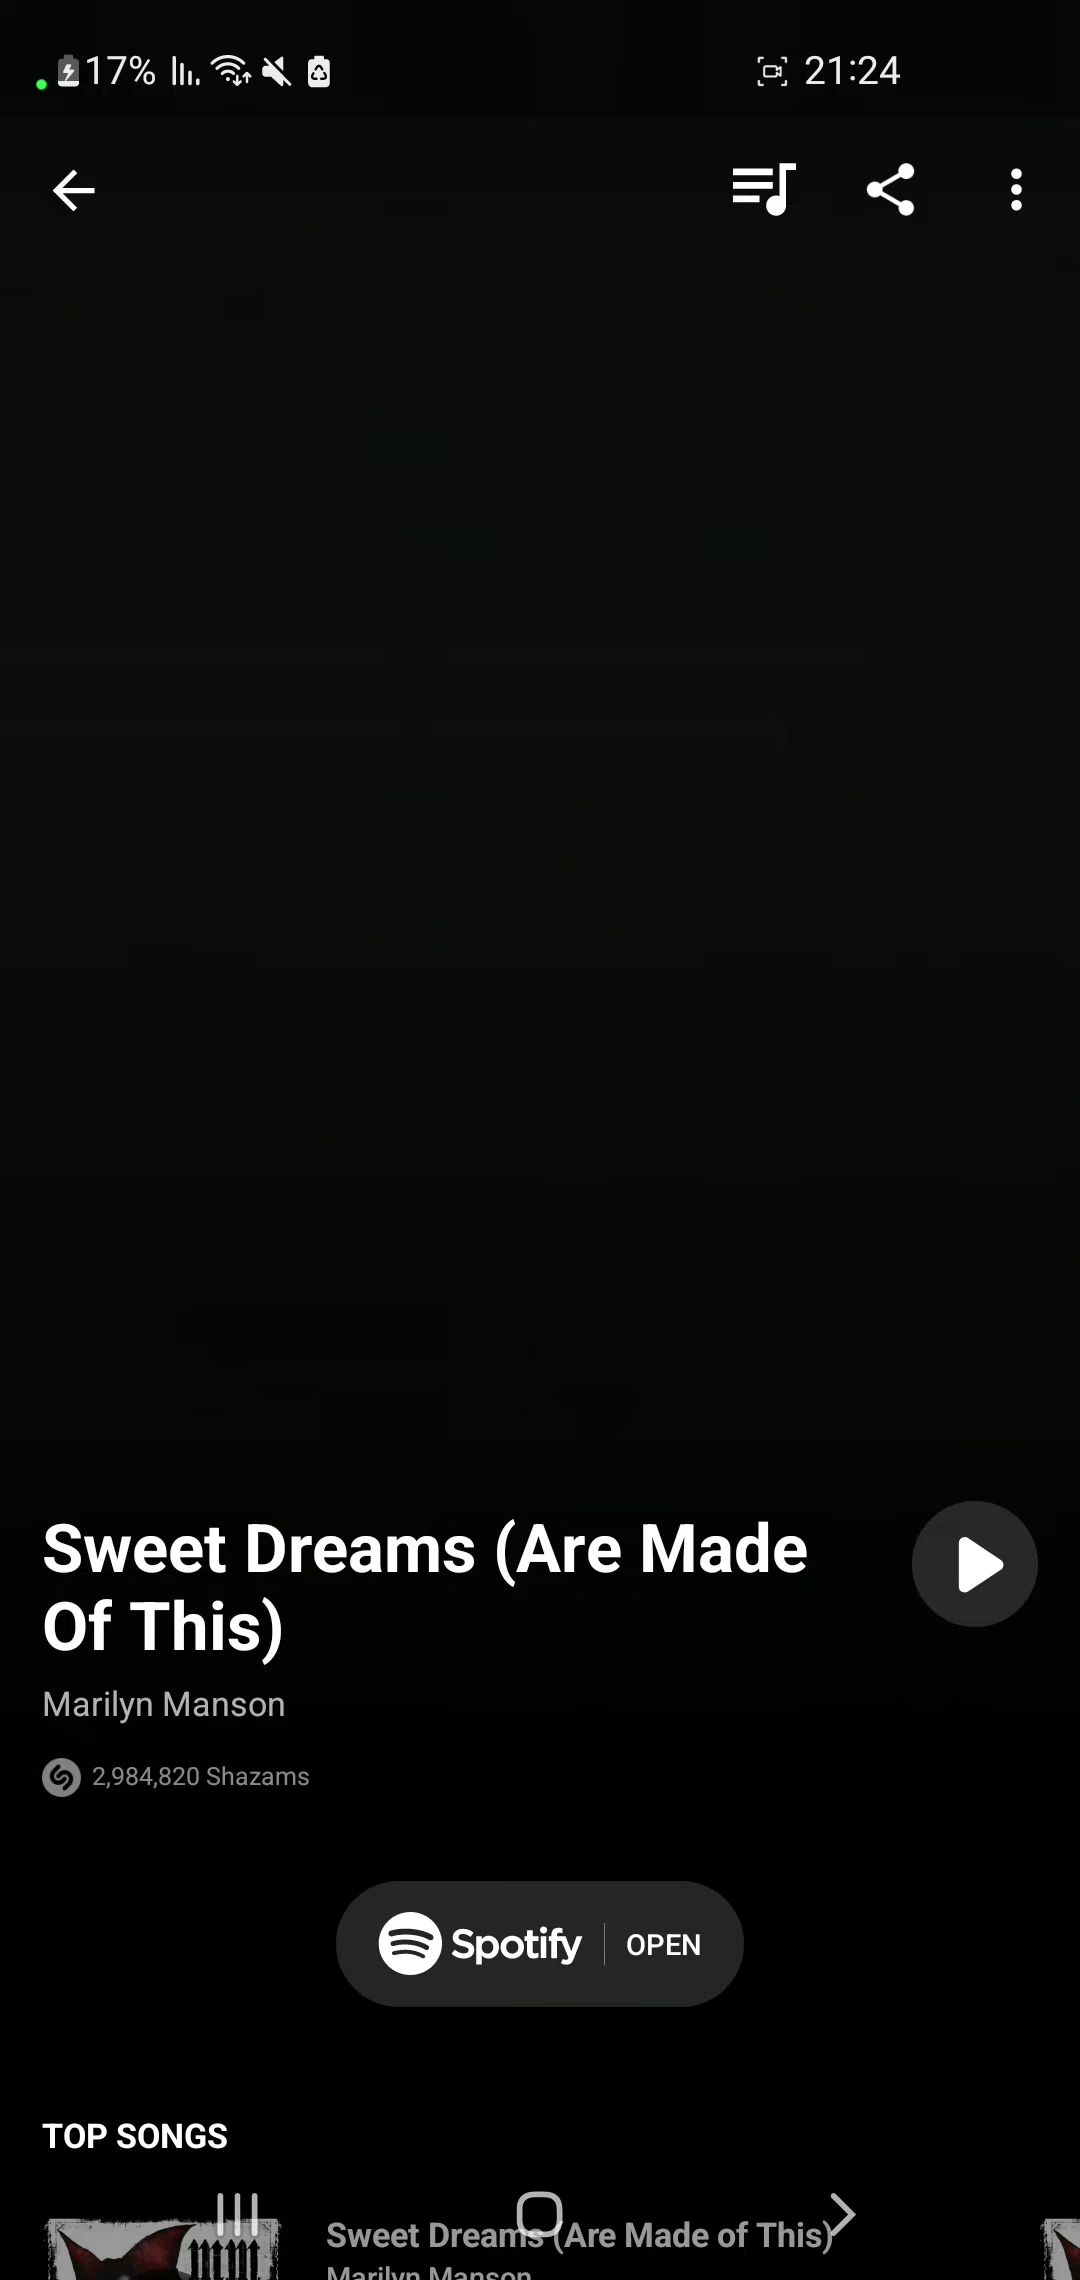 17% 21:24
Sweet Dreams (Are Made
Of This)
Marilyn Manson
2,984,820 Shazams
Spotify OPEN
TOP SONGS
Sweet Dreams (Are Made of This)
Marilyn Manson